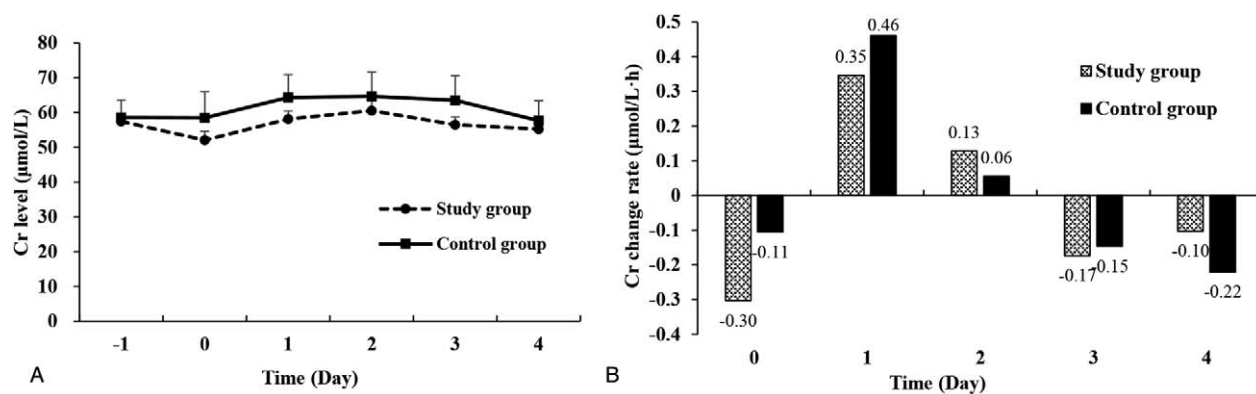 80
70
60
50
40
30
20
10
0
Cr level (μmol/L)
Study group
Control group
-1 0 1 2 3 4
Time (Day)
A
0.5
0.4
0.3
0.2
0.1
0
-0.1
-0.2
-0.3
-0.4
Cr change rate (μmol/L·h)
0.46
0.35
Study group
Control group
0.13
0.06
-0.11
-0.10
-0.17
-0.15
-0.22
-0.30
0 1 2 3 4
Time (Day)
B